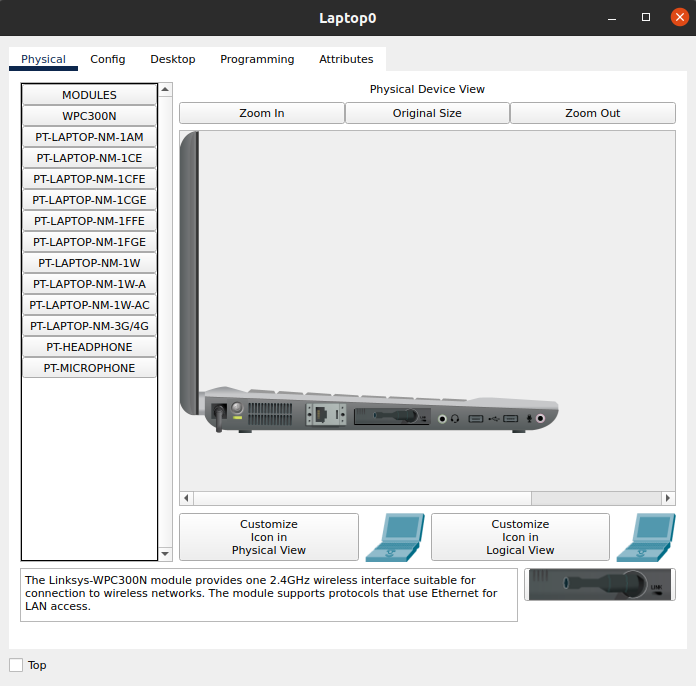 Laptop0
Physical
Config
Desktop
Programming
Attributes
MODULES
WPC300N
PT-LAPTOP-NM-1AM
PT-LAPTOP-NM-1CE
PT-LAPTOP-NM-1CFE
PT-LAPTOP-NM-1CGE
PT-LAPTOP-NM-1FFE
PT-LAPTOP-NM-1FGE
PT-LAPTOP-NM-1W
PT-LAPTOP-NM-1W-A
PT-LAPTOP-NM-1W-AC
PT-LAPTOP-NM-3G/4G
PT-HEADPHONE
PT-MICROPHONE
Physical Device View
Zoom In
Original Size
Zoom Out
Customize
Icon in
Physical View
Customize
Icon in
Logical View
The Linksys-WPC300N module provides one 2.4GHz wireless interface suitable for
connection to wireless networks. The module supports protocols that use Ethernet for
LAN access.
LINK
Top